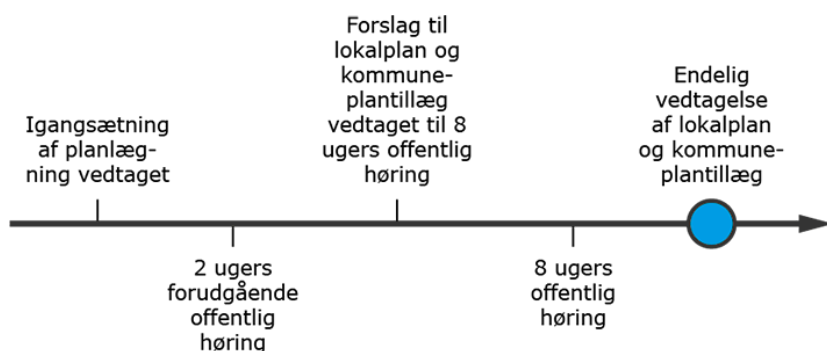 Igangsætning
af planlæg-
ning vedtaget
2 ugers
forudgående
offentlig
høring
Forslag til
lokalplan og
kommune-
plantillæg
vedtaget til 8
ugers offentlig
høring
8 ugers
offentlig
høring
Endelig
vedtagelse
af lokalplan
og kommune-
plantillæg